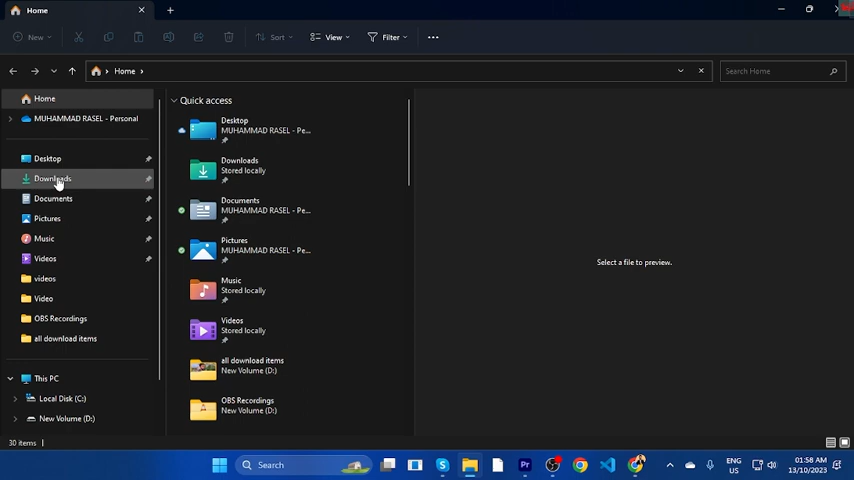 Home
New
Sort
View
Filter
Home
Search Home
Home
MUHAMMAD RASEL - Personal
Desktop
Downloads
Documents
Pictures
Music
Videos
videos
Video
OBS Recordings
all download items
This PC
Local Disk (C:)
New Volume (D:)
Quick access
Desktop
MUHAMMAD RASEL - Pe...
Downloads
Stored locally
Documents
MUHAMMAD RASEL - Pe...
Pictures
MUHAMMAD RASEL - Pe...
Music
Stored locally
Videos
Stored locally
all download items
New Volume (D:)
OBS Recordings
New Volume (D:)
Select a file to preview.
30 items
Search
Pr
ENG
US
01:58 AM
13/10/2023